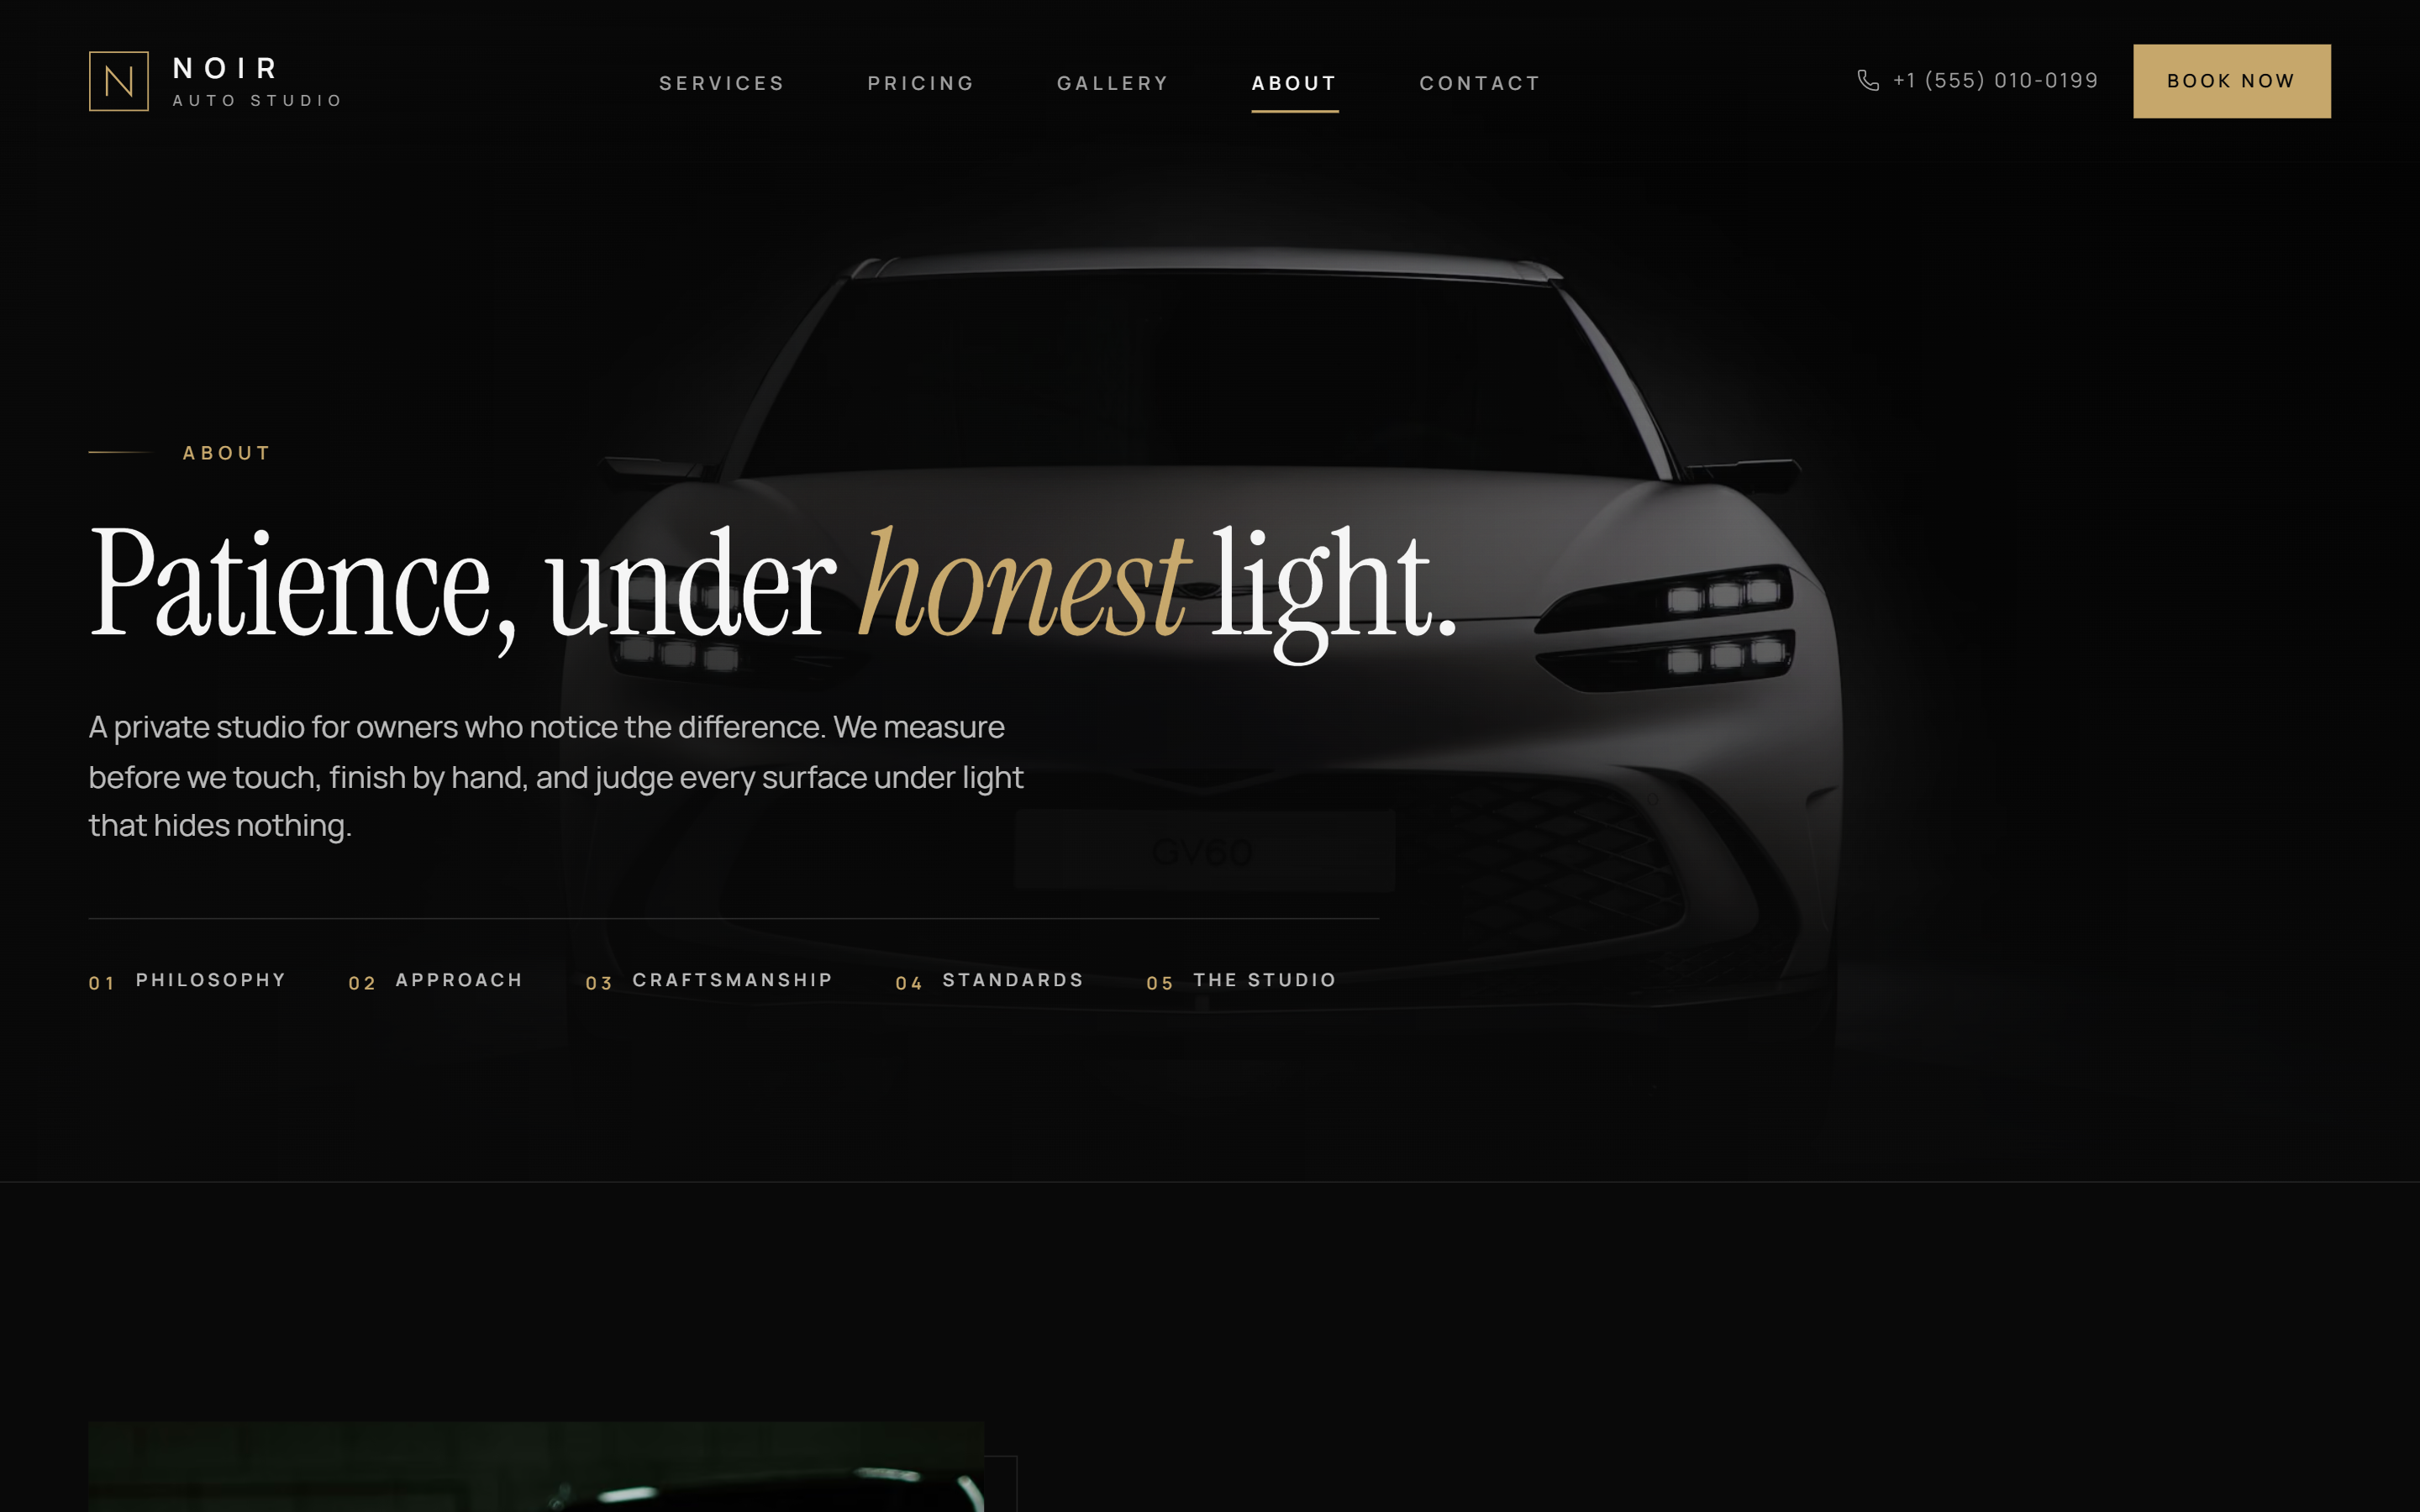 NOIR
AUTO STUDIO
SERVICES
PRICING
GALLERY
ABOUT
CONTACT
+1 (555) 010-0199
BOOK NOW
ABOUT
Patience, under honest light.
A private studio for owners who notice the difference. We measure
before we touch, finish by hand, and judge every surface under light
that hides nothing.
GV60
01 PHILOSOPHY
02 APPROACH
03 CRAFTSMANSHIP
04 STANDARDS
05 THE STUDIO